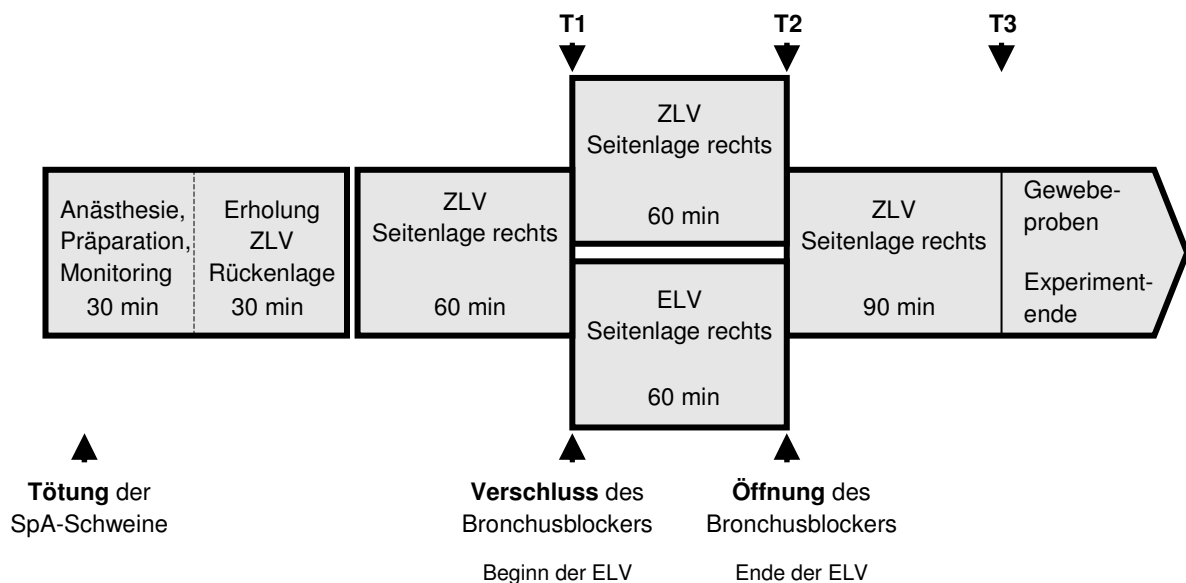 T1
T2
T3
Anästhesie,
Präparation,
Monitoring
30 min
Erholung
ZLV
Rückenlage
30 min
ZLV
Seitenlage rechts
60 min
ZLV
Seitenlage rechts
60 min
ELV
Seitenlage rechts
60 min
ZLV
Seitenlage rechts
90 min
Gewebe-
proben
Experiment-
ende
Tötung der
SpA-Schweine
Verschluss des
Bronchusblockers
Beginn der ELV
Öffnung des
Bronchusblockers
Ende der ELV